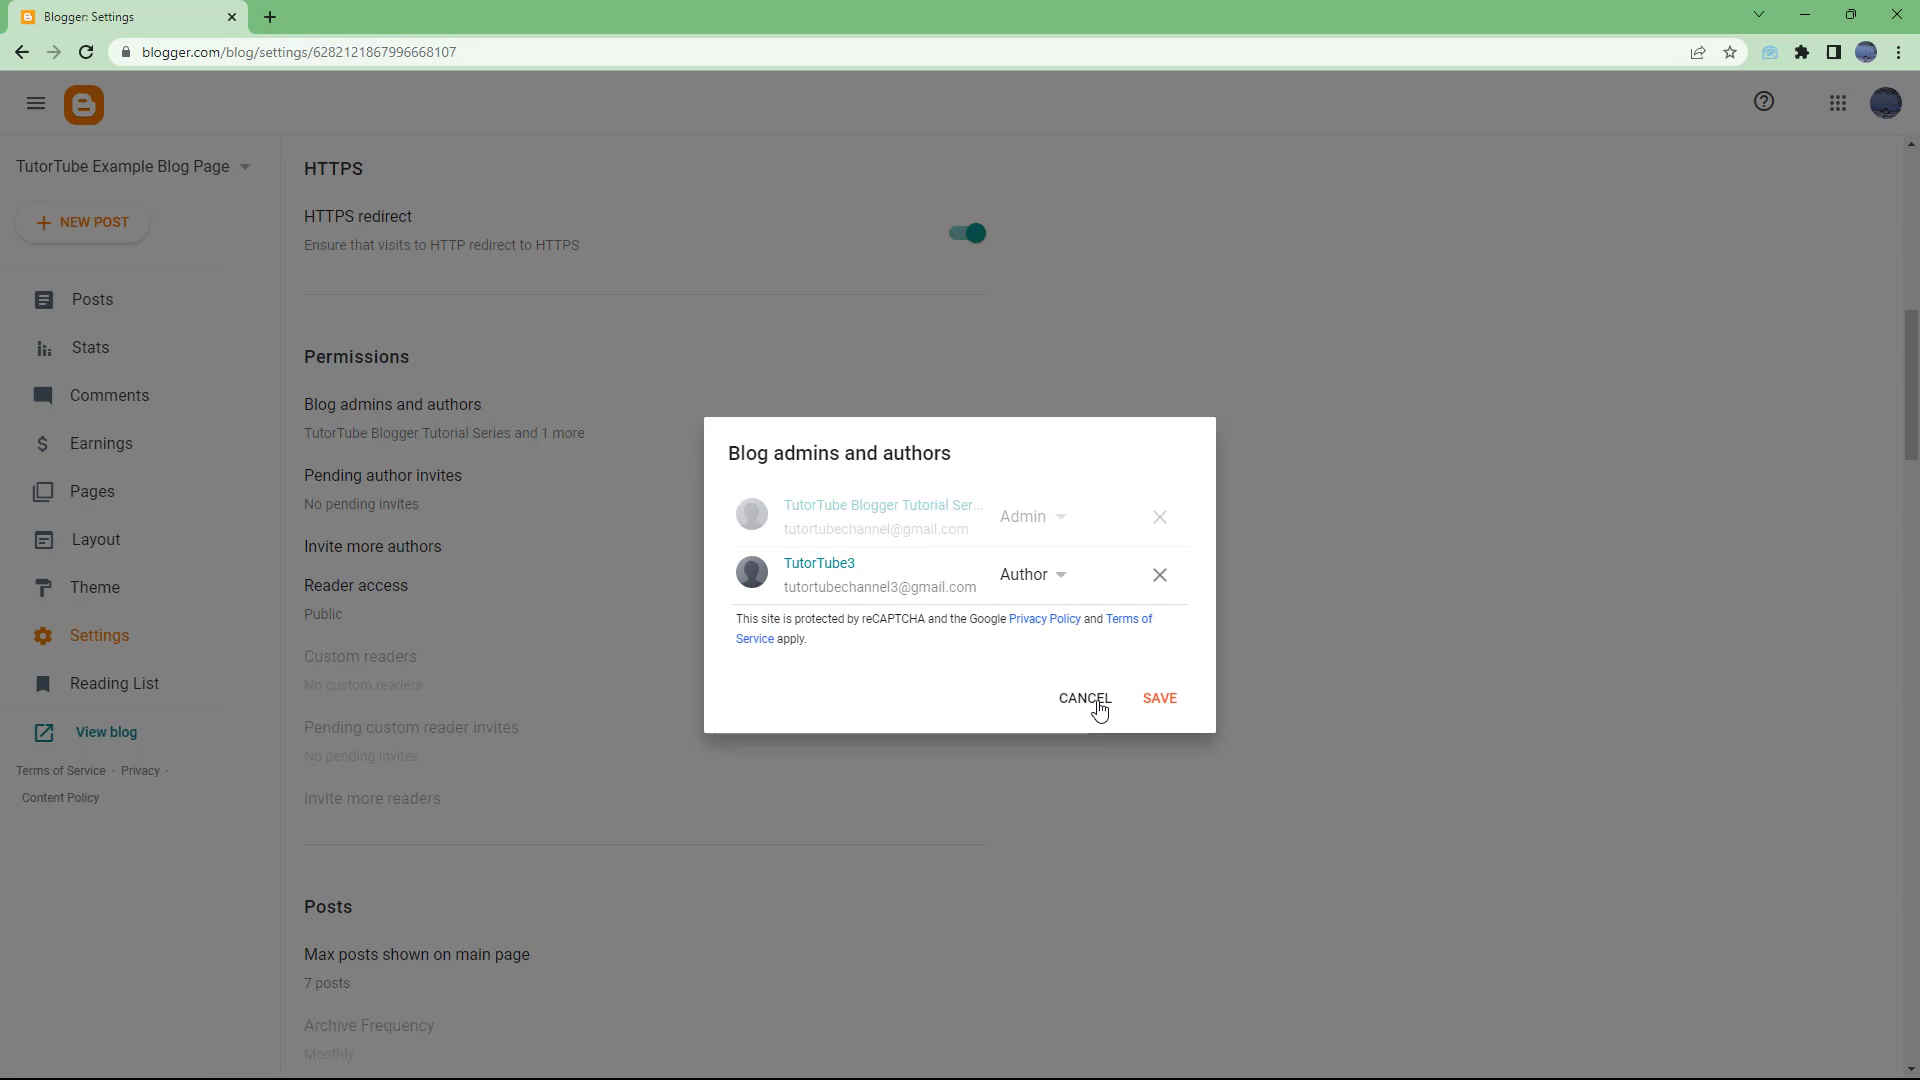 Blogger: Settings
blogger.com/blog/settings/6282121867996668107
TutorTube Example Blog Page
NEW POST
Posts
Stats
Comments
Earnings
Pages
Layout
Theme
Settings
Reading List
View blog
Terms of Service · Privacy ·
Content Policy
HTTPS
HTTPS redirect
Ensure that visits to HTTP redirect to HTTPS
Permissions
Blog admins and authors
TutorTube Blogger Tutorial Series and 1 more
Pending author invites
No pending invites
Invite more authors
Reader access
Public
Custom readers
No custom readers
Pending custom reader invites
No pending invites
Invite more readers
Posts
Max posts shown on main page
7 posts
Archive Frequency
Monthly
Blog admins and authors
TutorTube Blogger Tutorial Ser...
tutortubechannel@gmail.com
Admin
TutorTube3
tutortubechannel3@gmail.com
Author
This site is protected by reCAPTCHA and the Google Privacy Policy and Terms of
Service apply.
CANCEL
SAVE